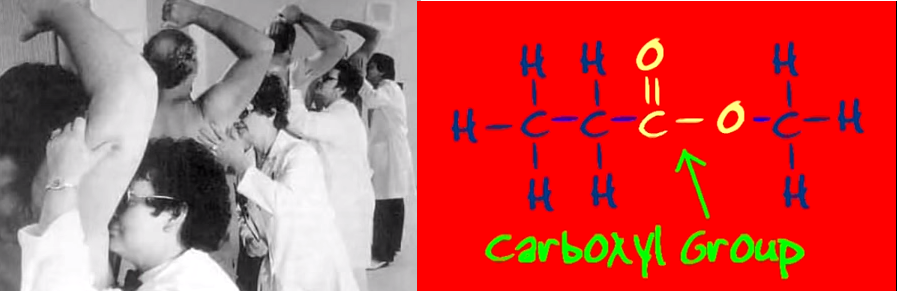 H H O H
H-C-C-C-O-C-H
H H H
Carboxyl Group